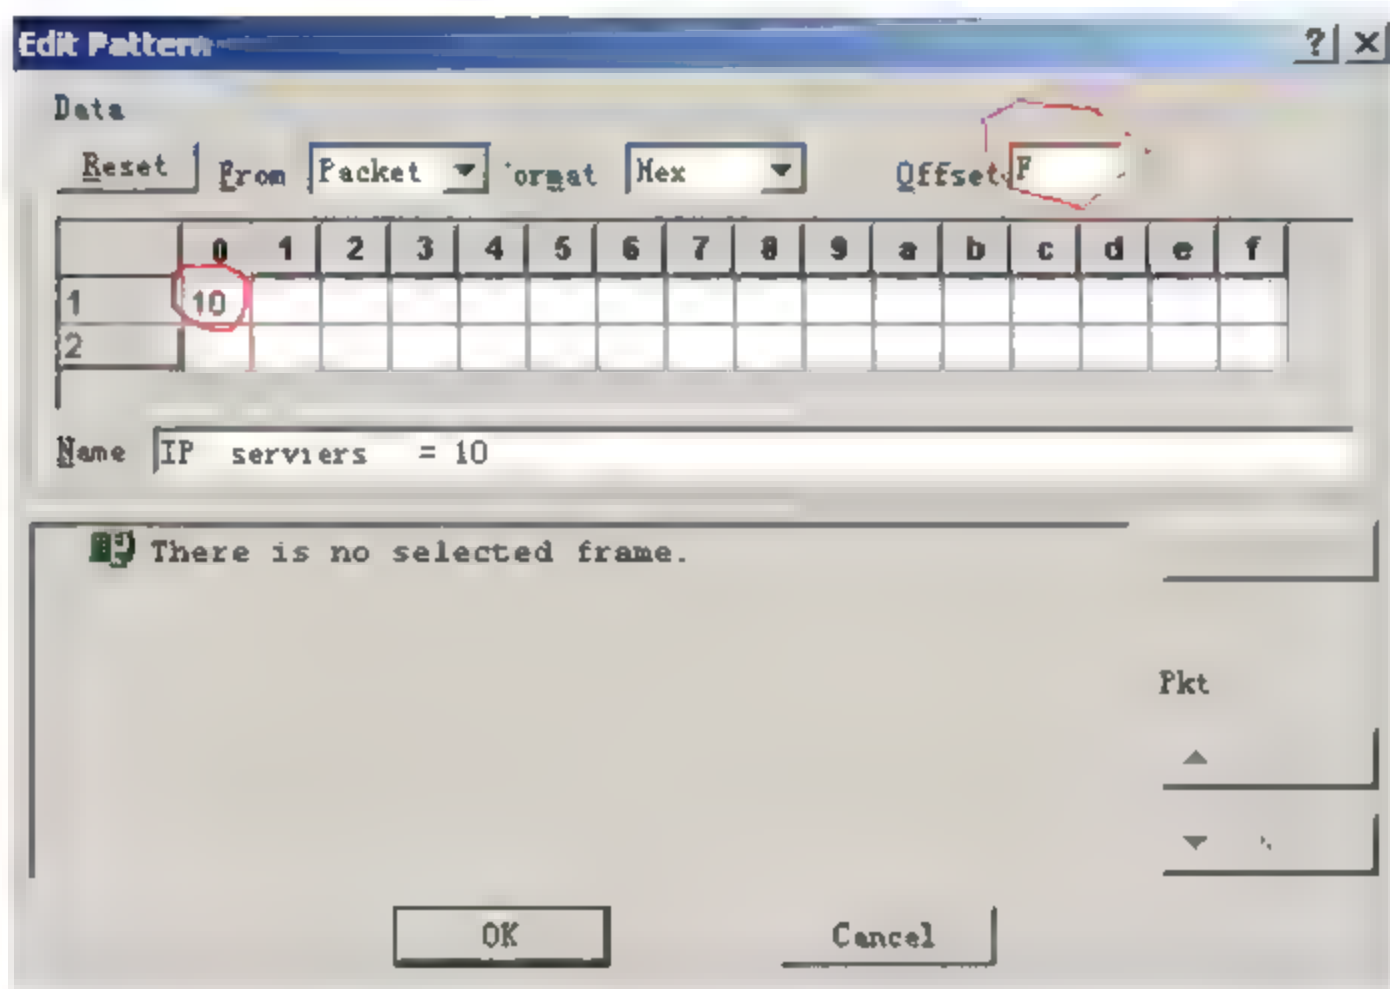 Edit Pattern ? ×
Data
Reset From Packet ormat Hex Offset F
0 1 2 3 4 5 6 7 8 9 a b c d e f
1 10
2
Name IP serviers = 10
There is no selected frame.
Pkt
OK Cancel